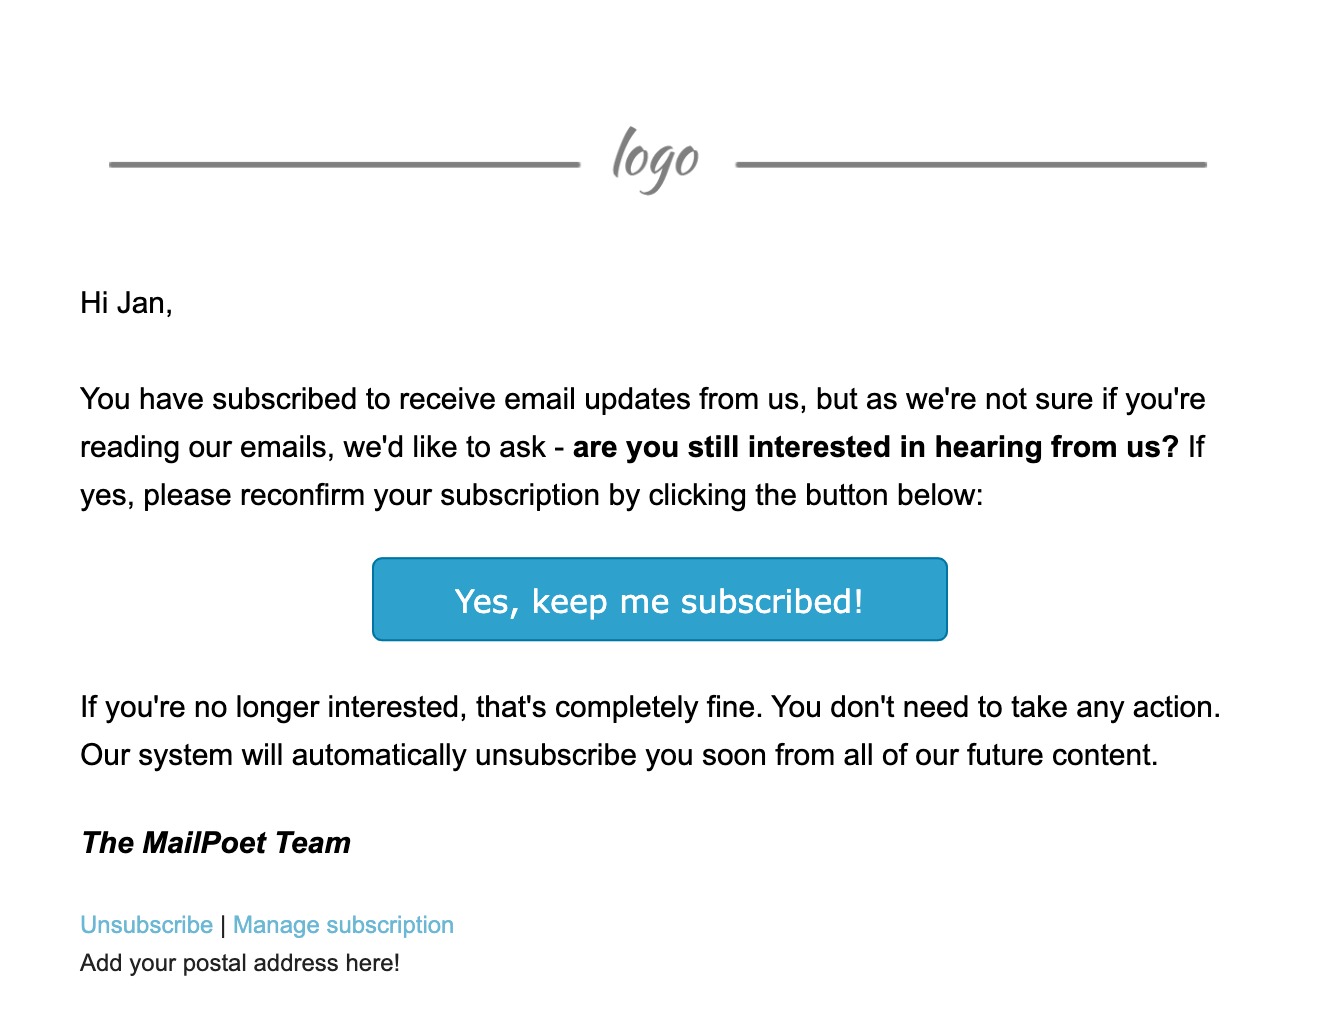 logo
Hi Jan,
You have subscribed to receive email updates from us, but as we're not sure if you're
reading our emails, we'd like to ask - are you still interested in hearing from us? If
yes, please reconfirm your subscription by clicking the button below:
Yes, keep me subscribed!
If you're no longer interested, that's completely fine. You don't need to take any action.
Our system will automatically unsubscribe you soon from all of our future content.
The MailPoet Team
Unsubscribe | Manage subscription
Add your postal address here!